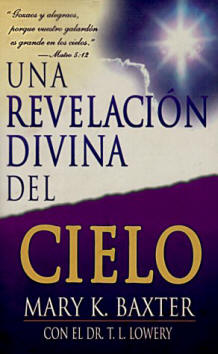 "Gozaos y alegraos,
porque vuestro galardón
es grande en los cielos."
—Mateo 5:12
UNA
REVELACIÓN
DIVINA
DEL
CIELO
MARY K. BAXTER
CON EL DR. T. L. LOWERY